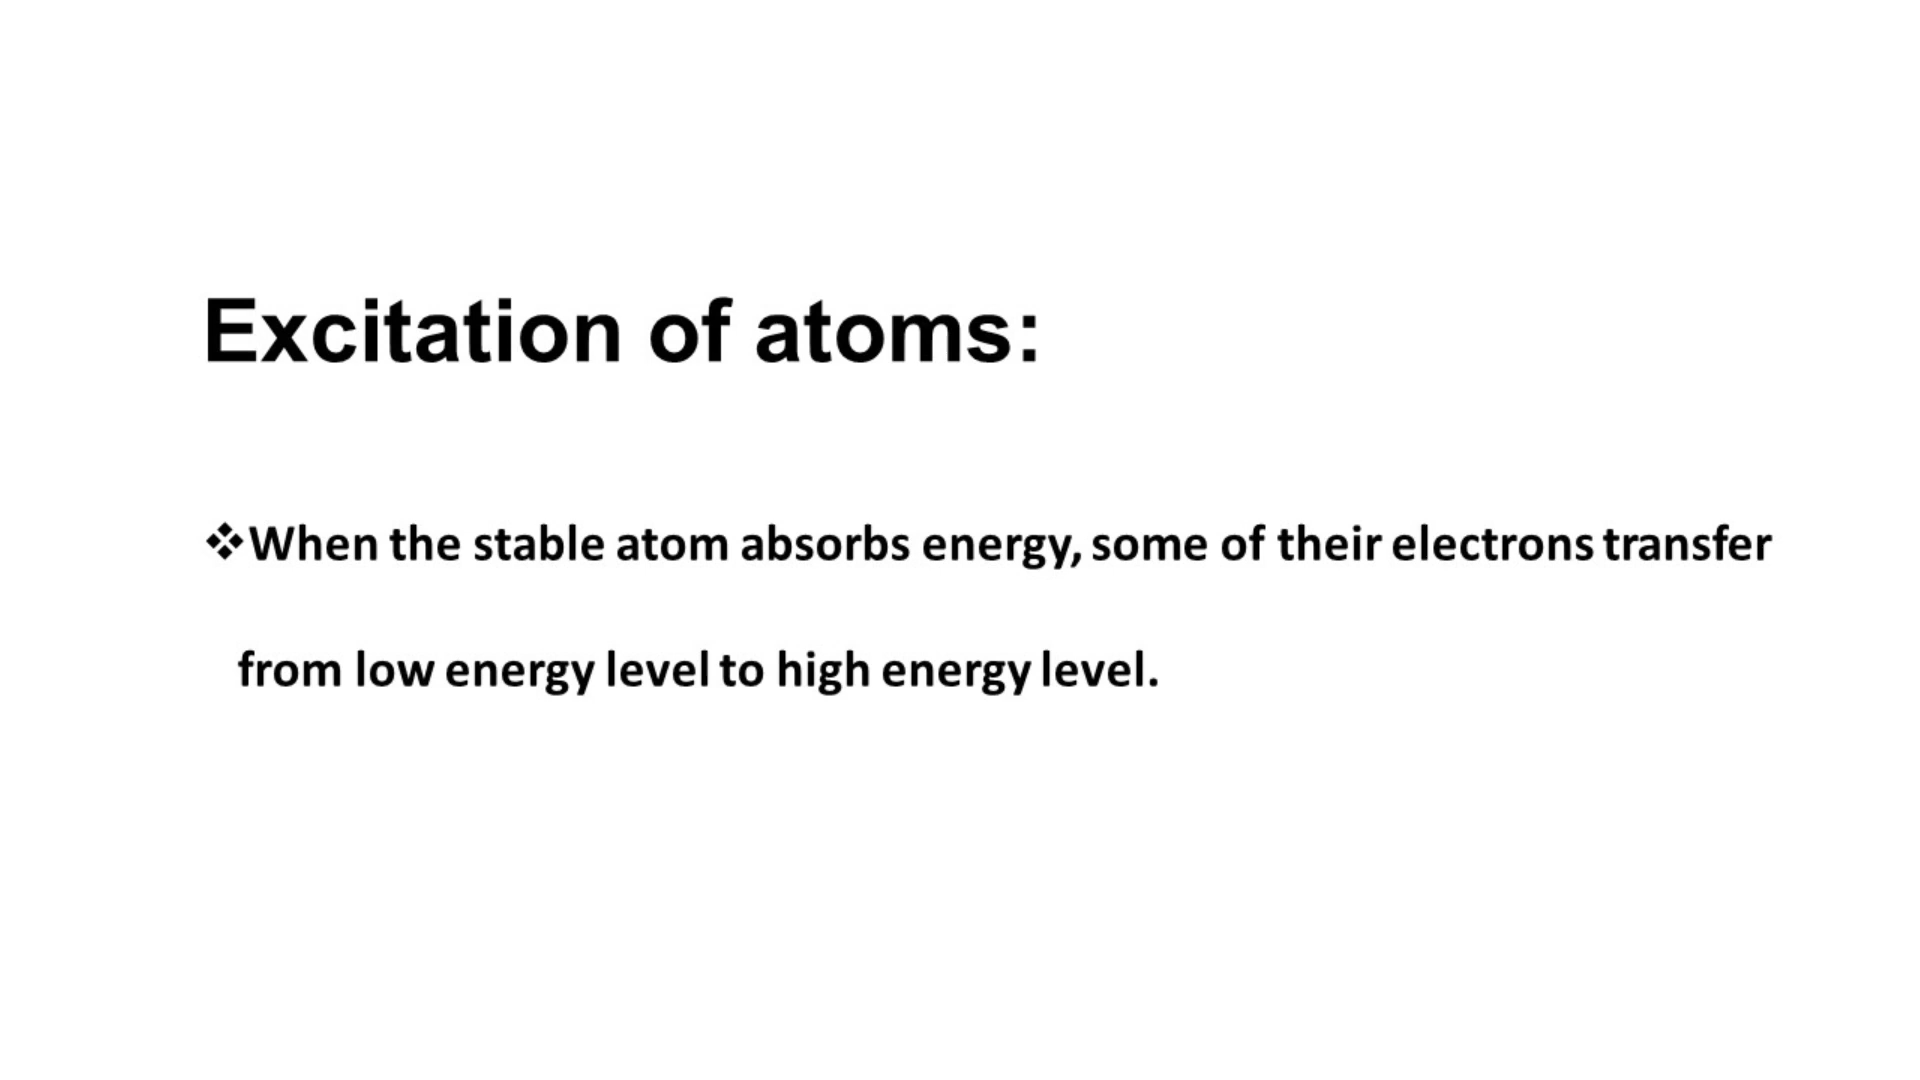 Excitation of atoms:
❖When the stable atom absorbs energy, some of their electrons transfer
from low energy level to high energy level.